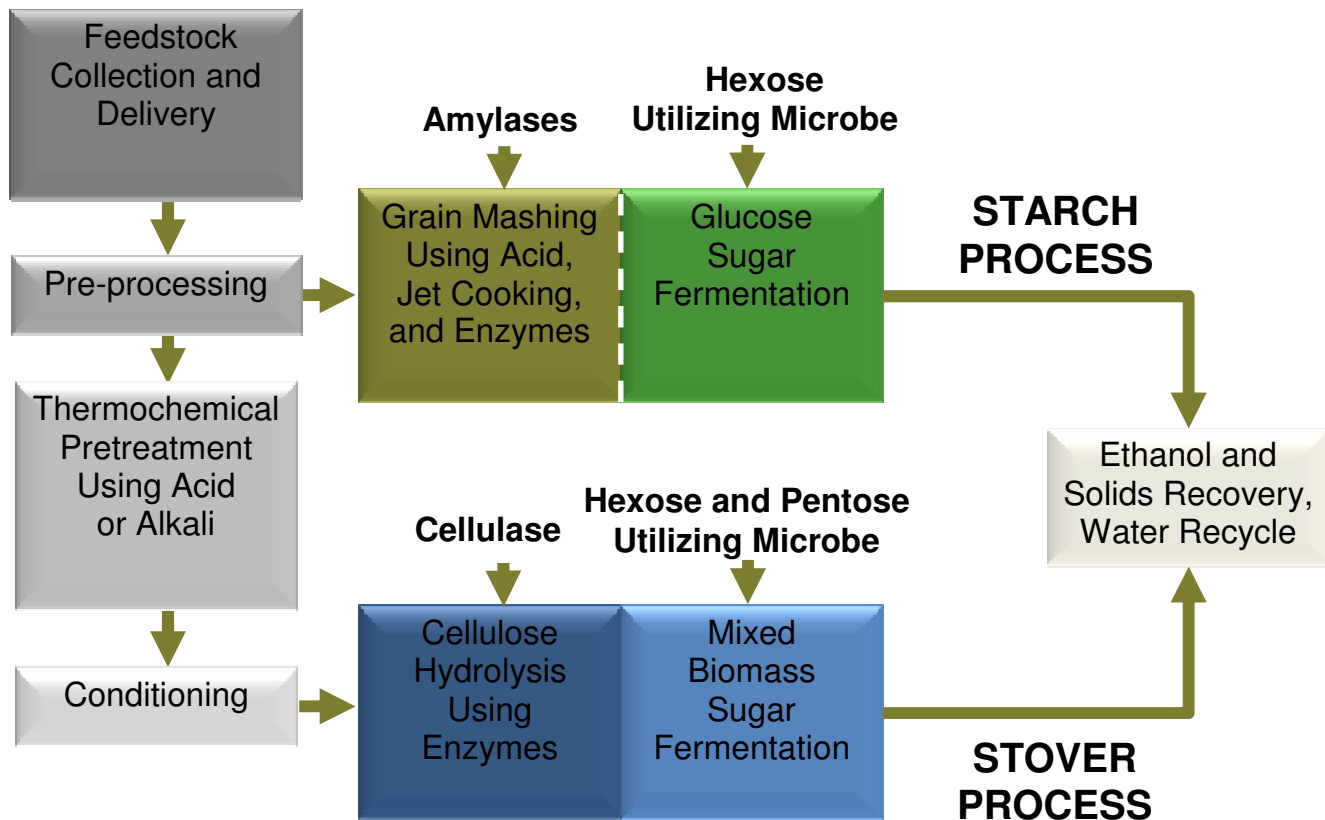 Feedstock
Collection and
Delivery
Pre-processing
Thermochemical
Pretreatment
Using Acid
or Alkali
Conditioning
Amylases
Hexose
Utilizing Microbe
Grain Mashing
Using Acid,
Jet Cooking,
and Enzymes
Glucose
Sugar
Fermentation
STARCH
PROCESS
Cellulase
Hexose and Pentose
Utilizing Microbe
Cellulose
Hydrolysis
Using
Enzymes
Mixed
Biomass
Sugar
Fermentation
STOVER
PROCESS
Ethanol and
Solids Recovery,
Water Recycle